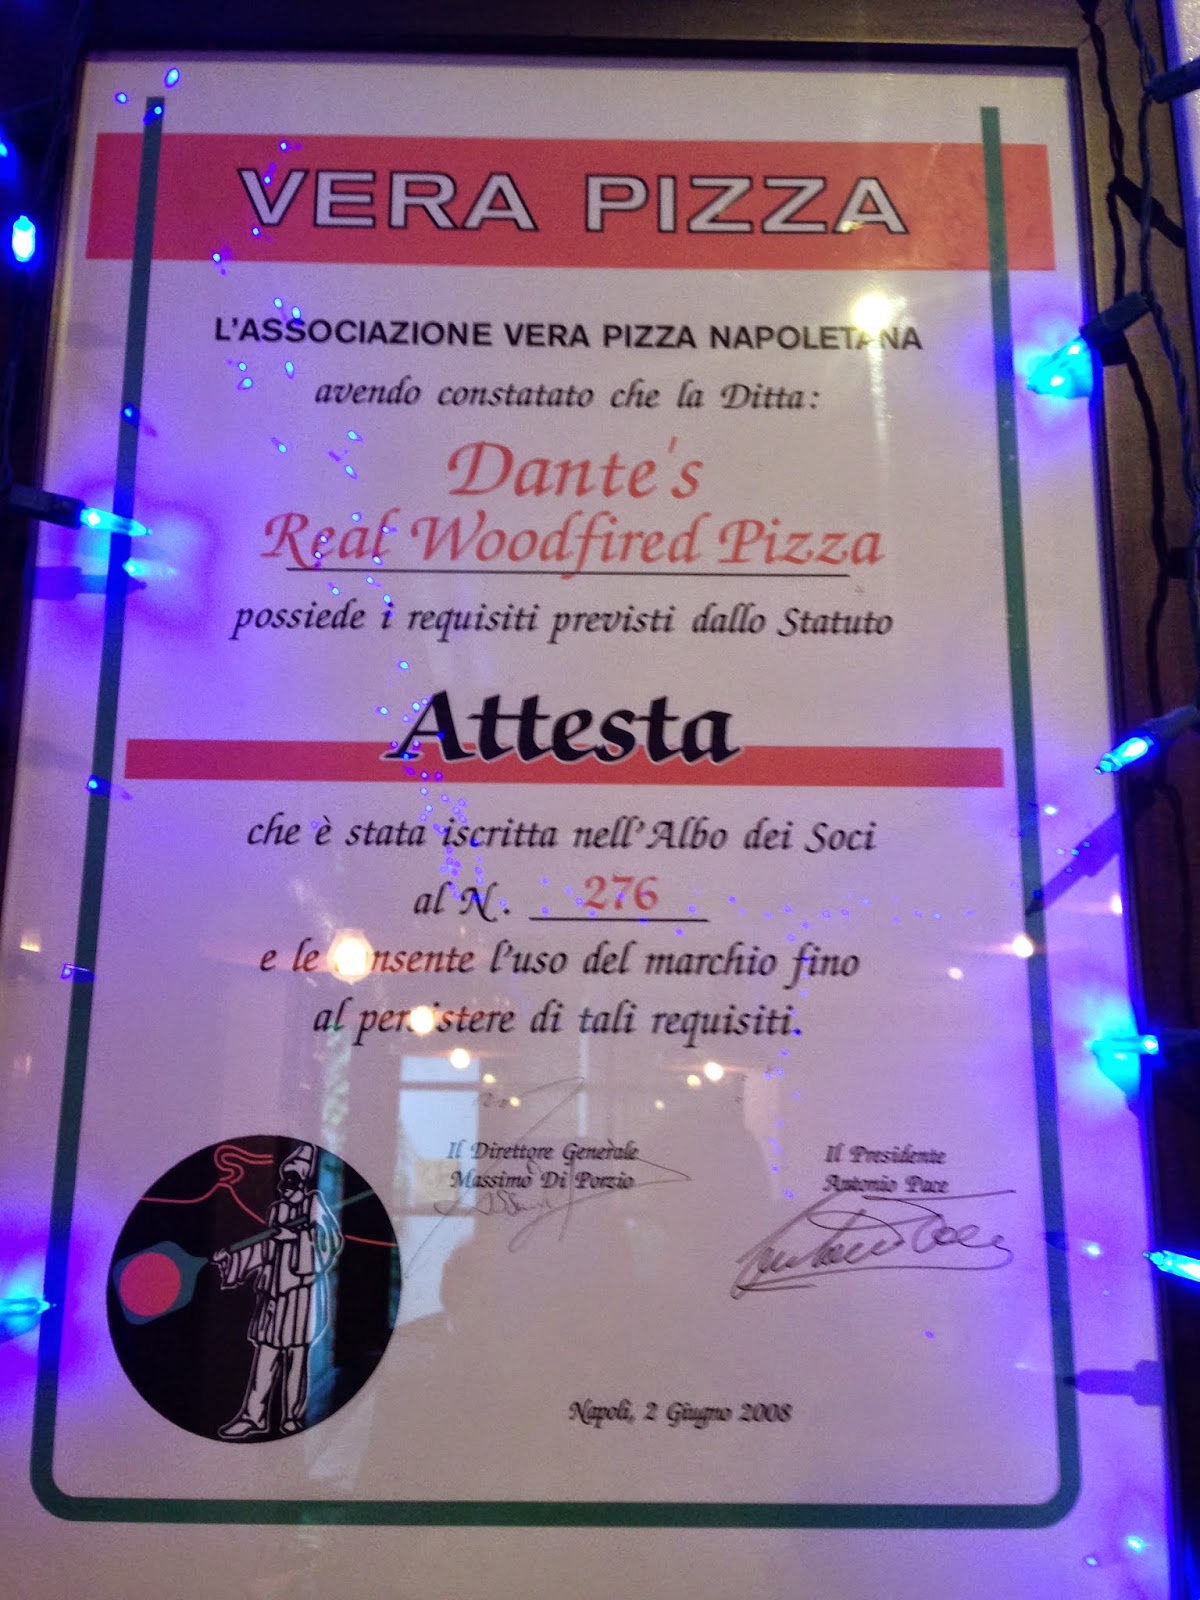 VERA PIZZA
L'ASSOCIAZIONE VERA PIZZA NAPOLETANA
avendo constatato che la Ditta:
Dante's
Real Woodfired Pizza
possiede i requisiti previsti dallo Statuto
Attesta
che è stata iscritta nell'Albo dei Soci
al N. 276
e le consente l'uso del marchio fino
al persistere di tali requisiti.
Il Direttore Generale
Massimo Di Porzio
Il Presidente
Antonio Pace
Napoli, 2 Giugno 2008